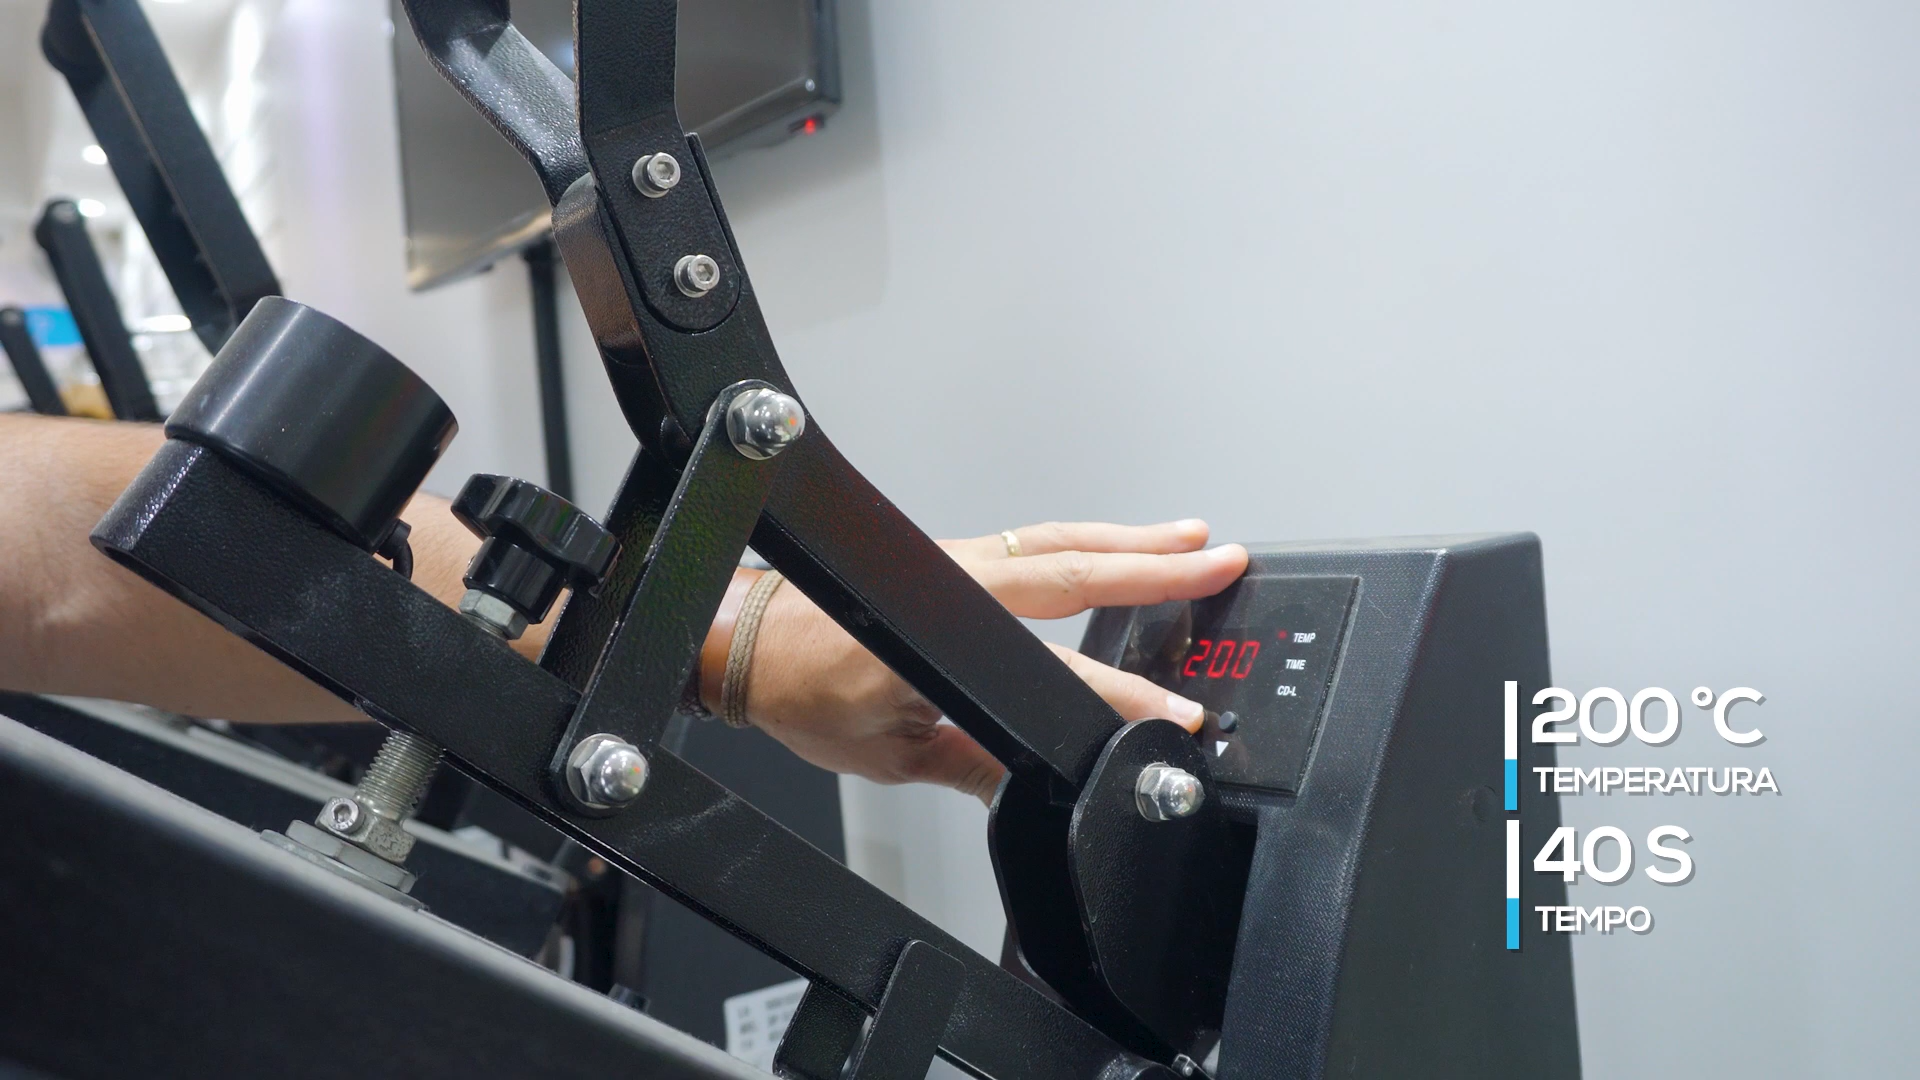 200
TEMP
TIME
CD-L
200 °C
TEMPERATURA
40 S
TEMPO